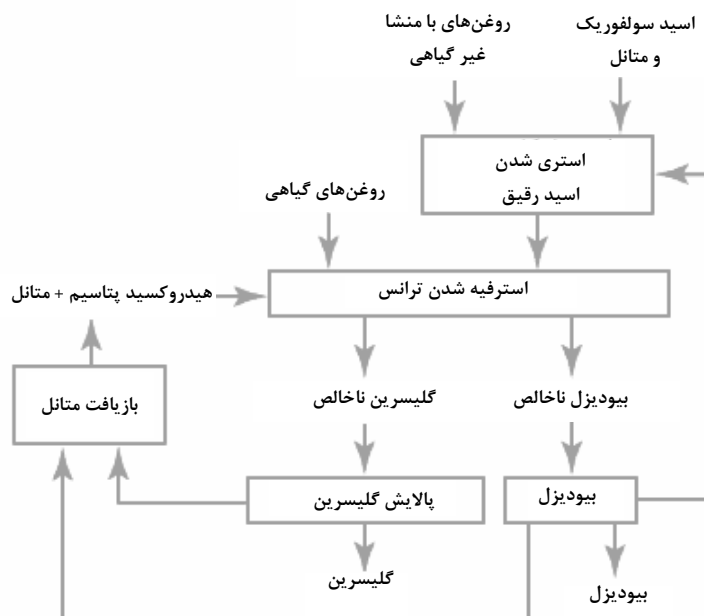 اسید سولفوریک
و متانل
روغن‌های با منشا
غیر گیاهی
استری شدن
اسید رقیق
روغن‌های گیاهی
استرفیه شدن ترانس
هیدروکسید پتاسیم + متانل
بازیافت متانل
بیودیزل ناخالص
گلیسرین ناخالص
بیودیزل
پالایش گلیسرین
بیودیزل
گلیسرین